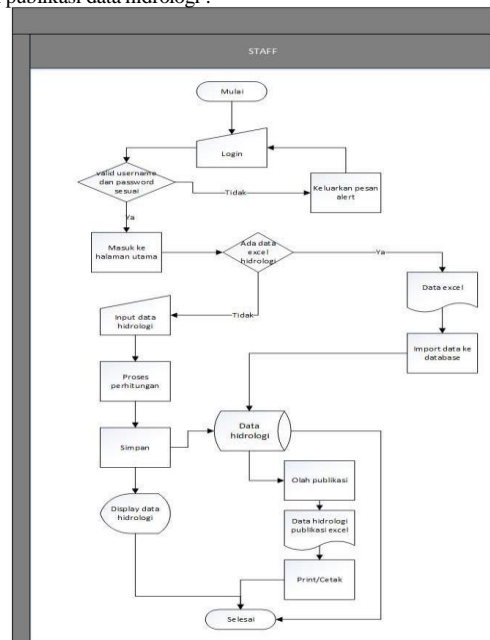 publikasi data hidrologi .
STAFF
Mulai
Login
valid username
dan password
sesuai
Tidak
Keluarkan pesan
alert
Ya
Masuk ke
halaman utama
Ada data
excel
hidrologi
Ya
Data excel
Tidak
Input data
hidrologi
Import data ke
database
Proses
perhitungan
Simpan
Data
hidrologi
Olah publikasi
Display data
hidrologi
Data hidrologi
publikasi excel
Print/Cetak
Selesai